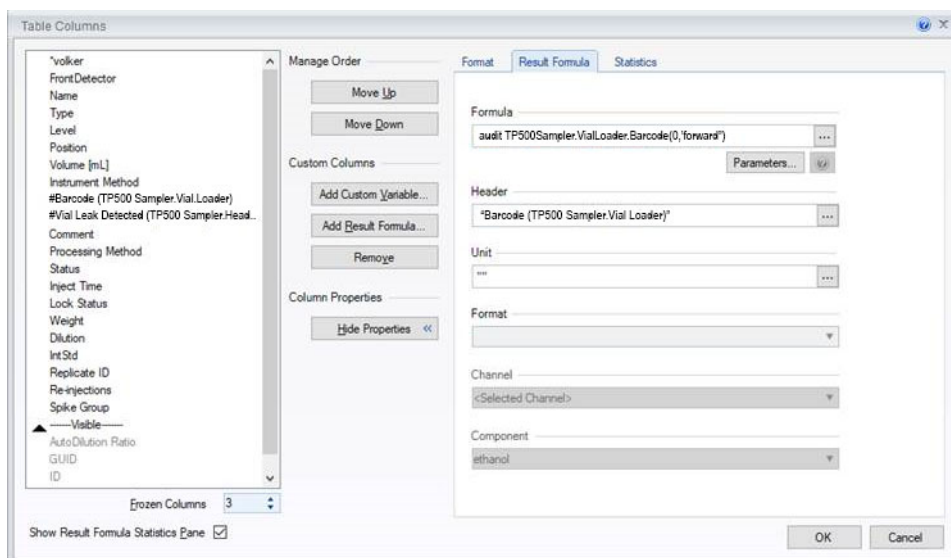 Table Columns
*volker
FrontDetector
Name
Type
Level
Position
Volume [mL]
Instrument Method
#Barcode (TP500 Sampler.Vial.Loader)
#Vial Leak Detected (TP500 Sampler.Head..
Comment
Processing Method
Status
Inject Time
Lock Status
Weight
Dilution
IntStd
Replicate ID
Re-injections
Spike Group
------Visible------
AutoDilution Ratio
GUID
ID
Frozen Columns 3
Show Result Formula Statistics Pane
Manage Order
Move Up
Move Down
Custom Columns
Add Custom Variable...
Add Result Formula...
Remove
Column Properties
Hide Properties «
Format Result Formula Statistics
Formula
audit TP500Sampler.VialLoader.Barcode(0,'forward")
...
Parameters...
Header
"Barcode (TP500 Sampler.Vial Loader)"
...
Unit
""
...
Format
Channel
<Selected Channel>
Component
ethanol
OK Cancel